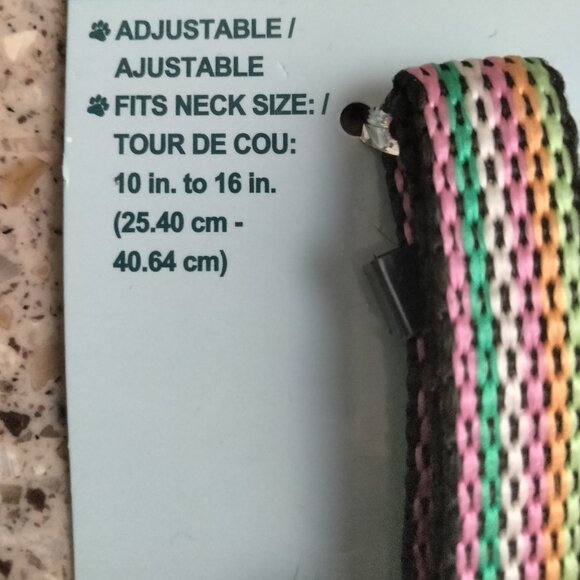 ADJUSTABLE /
AJUSTABLE
FITS NECK SIZE: /
TOUR DE COU:
10 in. to 16 in.
(25.40 cm -
40.64 cm)